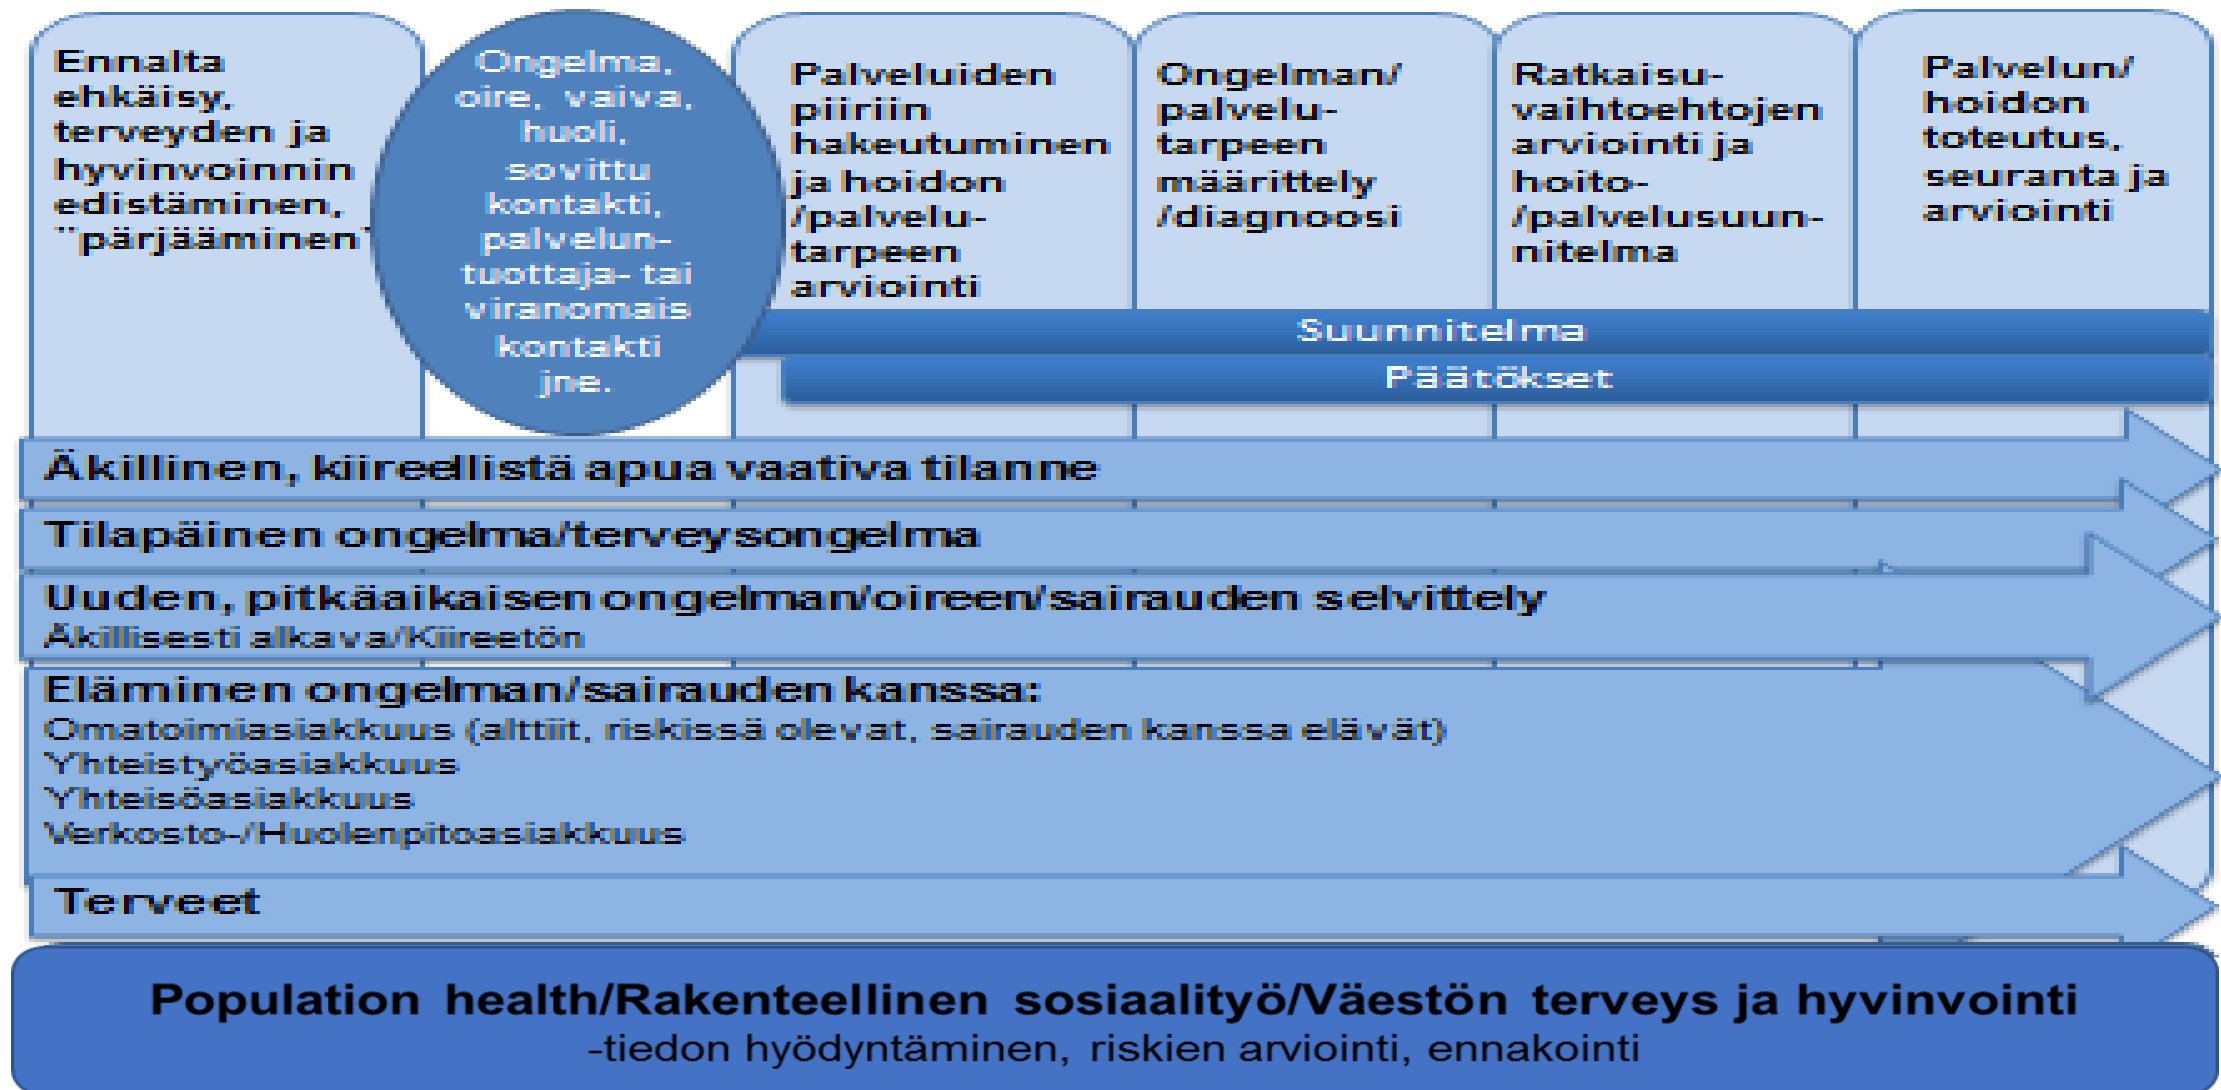 Ennalta
ehkäisy,
terveyden ja
hyvinvoinnin
edistäminen,
¨pärjääminen¨
Ongelma,
oire, vaiva,
huoli,
sovittu
kontakti,
palvelun-
tuottaja- tai
viranomais
kontakti
jne.
Palveluiden
piiriin
hakeutuminen
ja hoidon
/palvelu-
tarpeen
arviointi
Ongelman/
palvelu-
tarpeen
määrittely
/diagnoosi
Ratkaisu-
vaihtoehtojen
arviointi ja
hoito-
/palvelusuun-
nitelma
Palvelun/
hoidon
toteutus,
seuranta ja
arviointi
Suunnitelma
Päätökset
Äkillinen, kiireellistä apua vaativa tilanne
Tilapäinen ongelma/terveysongelma
Uuden, pitkäaikaisen ongelman/oireen/sairauden selvittely
Äkillisesti alkava/Kiireetön
Eläminen ongelman/sairauden kanssa:
Omatoimiasiakkuus (alttiit, riskissä olevat, sairauden kanssa elävät)
Yhteistyöasiakkuus
Yhteisöasiakkuus
Verkosto-/Huolenpitoasiakkuus
Terveet
Population health/Rakenteellinen sosiaalityö/Väestön terveys ja hyvinvointi
-tiedon hyödyntäminen, riskien arviointi, ennakointi